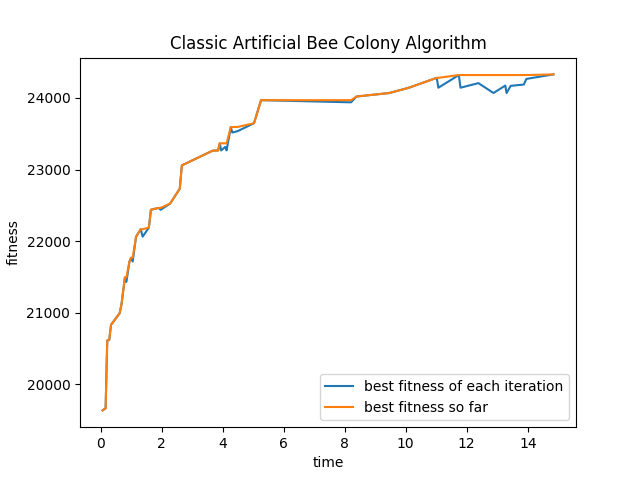 Classic Artificial Bee Colony Algorithm
fitness
24000
23000
22000
21000
20000
0 2 4 6 8 10 12 14
time
best fitness of each iteration
best fitness so far